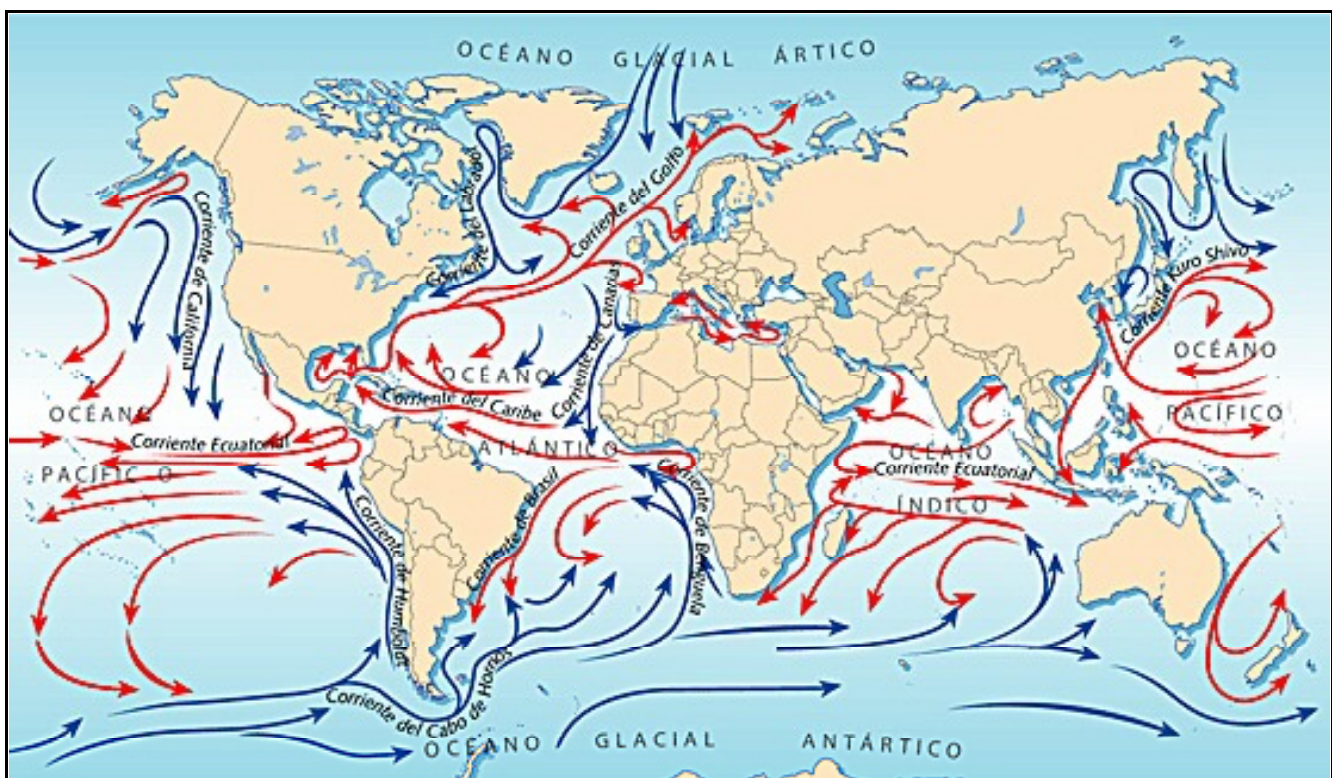 OCÉANO GLACIAL ÁRTICO
Corriente del Labrador
Corriente del Golfo
Corriente de California
Corriente de Canarias
Corriente Kuro Shivo
OCÉANO
PACÍFICO
OCÉANO
PACÍFIC O
Corriente Ecuatorial
OCÉANO
ATLÁNTICO
Corriente del Caribe
OCÉANO
ÍNDICO
Corriente Ecuatorial
Corriente de Brasil
Corriente de Benguela
Corriente de Humboldt
Corriente del Cabo de Hornos
OCÉANO GLACIAL ANTÁRTICO